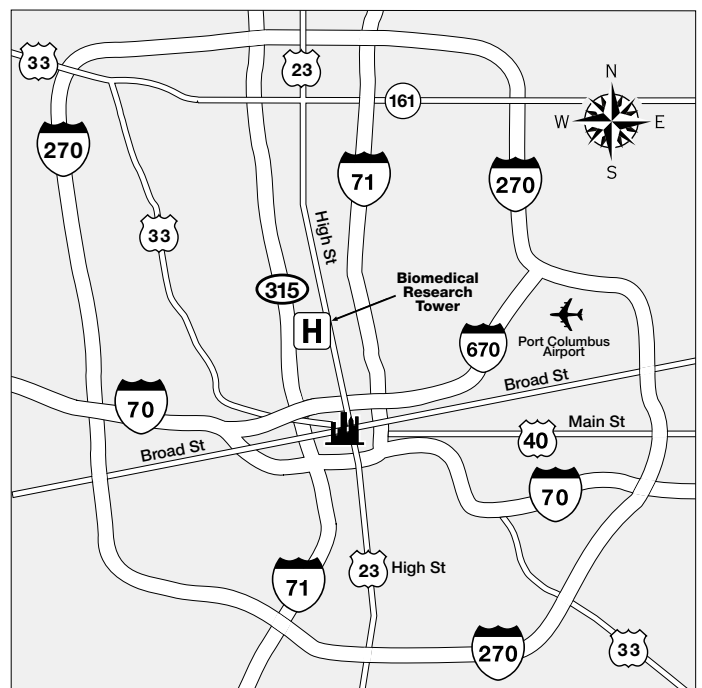 33
23
161
N
W
E
S
270
71
270
33
High St
315
Biomedical
Research
Tower
H
670
Port Columbus
Airport
Broad St
70
Main St
40
Broad St
70
71
23
High St
270
33